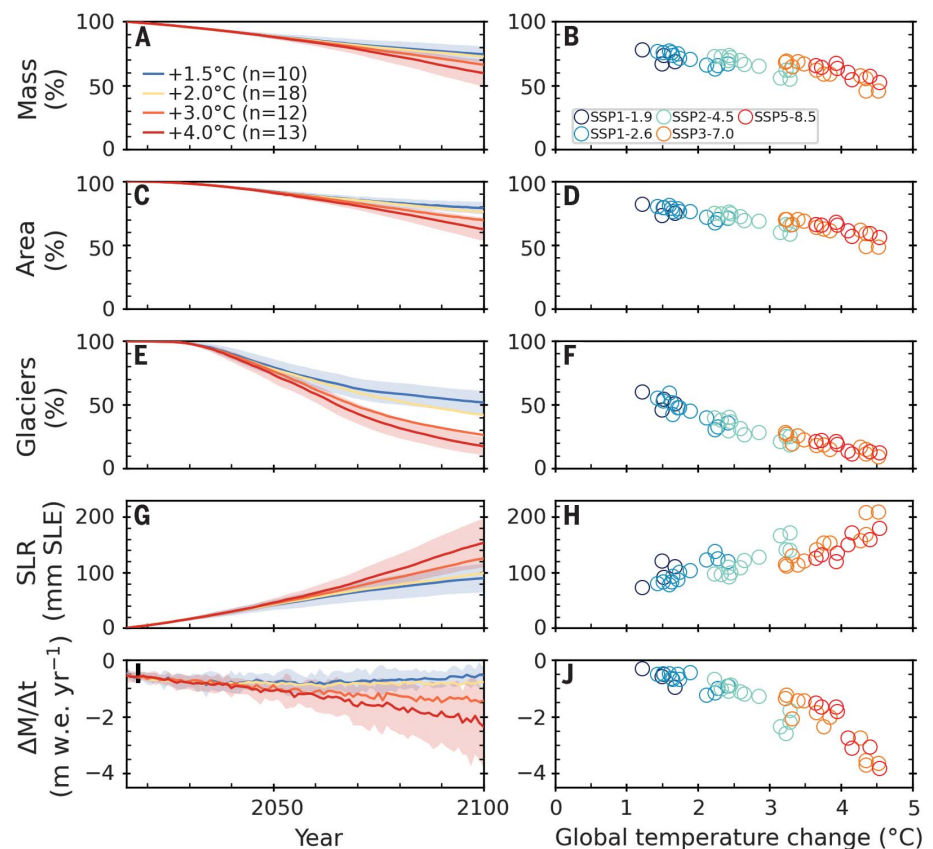 A
100
50
0
Mass
(%)
+1.5°C (n=10)
+2.0°C (n=18)
+3.0°C (n=12)
+4.0°C (n=13)
B
100
50
0
SSP1-1.9
SSP2-4.5
SSP5-8.5
SSP1-2.6
SSP3-7.0
C
100
50
0
Area
(%)
D
100
50
0
E
100
50
0
Glaciers
(%)
F
100
50
0
G
200
100
0
SLR
(mm SLE)
H
200
100
0
I
0
−2
−4
ΔM/Δt
(m w.e. yr⁻¹)
2050
2100
Year
J
0
−2
−4
0
1
2
3
4
5
Global temperature change (°C)